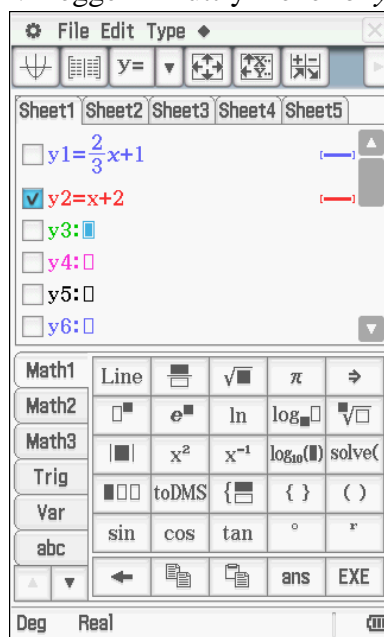 File Edit Type
Y=
Sheet1 Sheet2 Sheet3 Sheet4 Sheet5
y1=2/3x+1
y2=x+2
y3:
y4:
y5:
y6:
Math1 Line √ π ⇒
Math2 e ln log √
Math3 x² x⁻¹ log₁₀( ) solve(
Trig toDMS { { } ( )
Var sin cos tan ° r
abc ans EXE
Deg Real